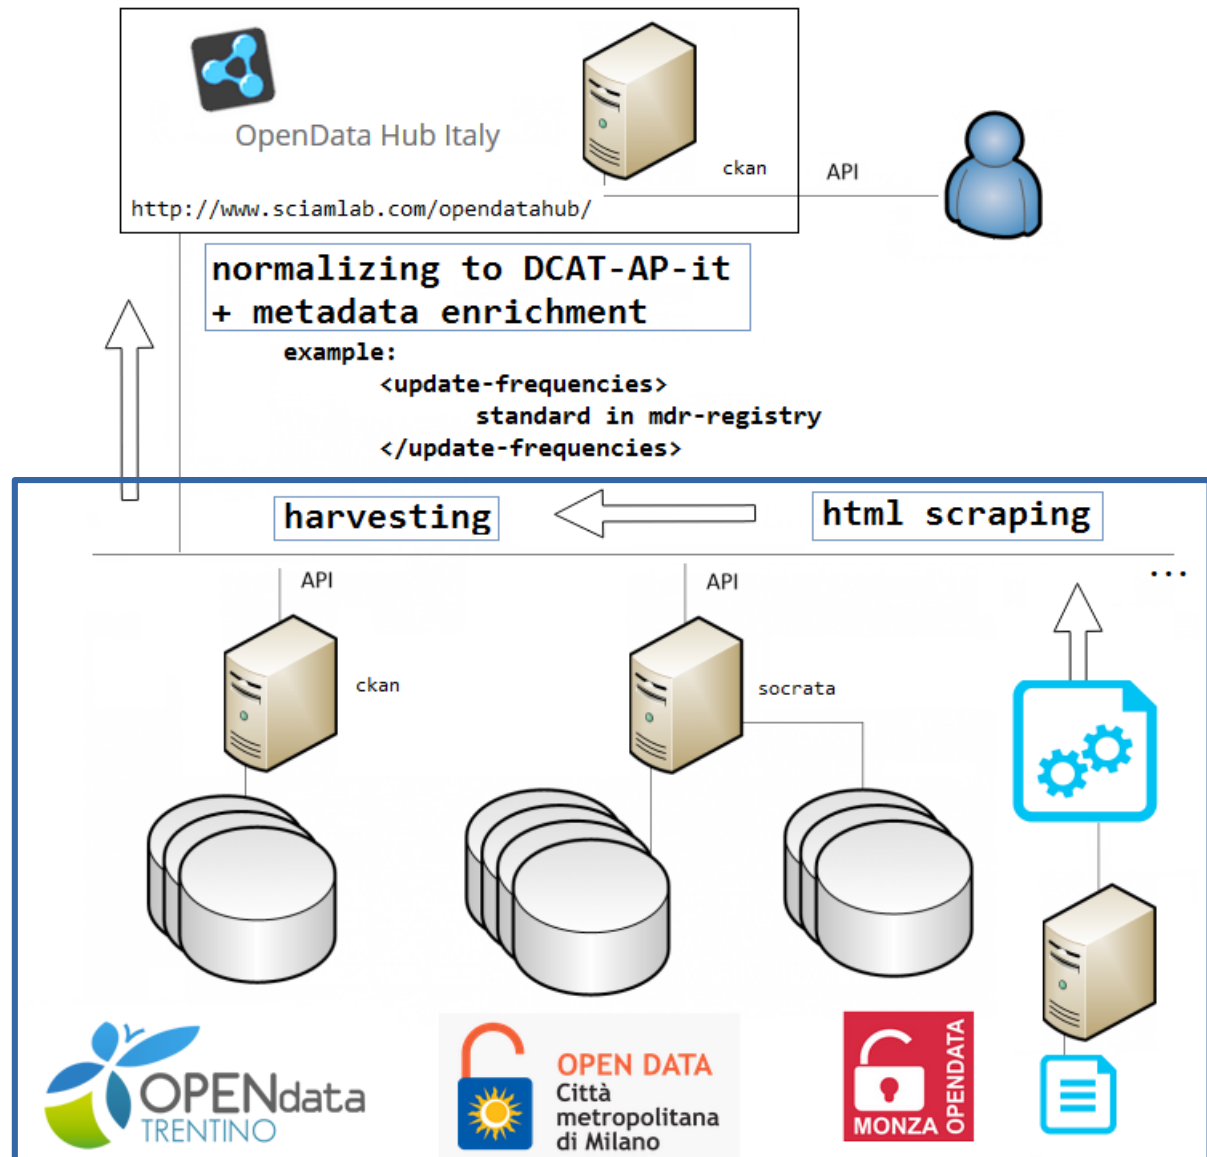 OpenData Hub Italy
ckan
API
http://www.sciamlab.com/opendatahub/
normalizing to DCAT-AP-it
+ metadata enrichment
example:
<update-frequencies>
standard in mdr-registry
</update-frequencies>
harvesting
html scraping
API
API
...
ckan
socrata
OPENdata
TRENTINO
OPEN DATA
Città
metropolitana
di Milano
MONZA
OPENDATA